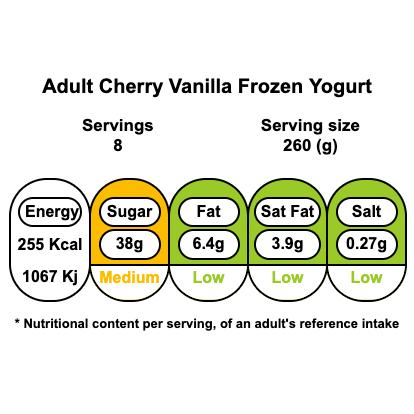 Adult Cherry Vanilla Frozen Yogurt
Servings
8
Serving size
260 (g)
Energy Sugar Fat Sat Fat Salt
255 Kcal 38g 6.4g 3.9g 0.27g
1067 Kj Medium Low Low Low
* Nutritional content per serving, of an adult's reference intake